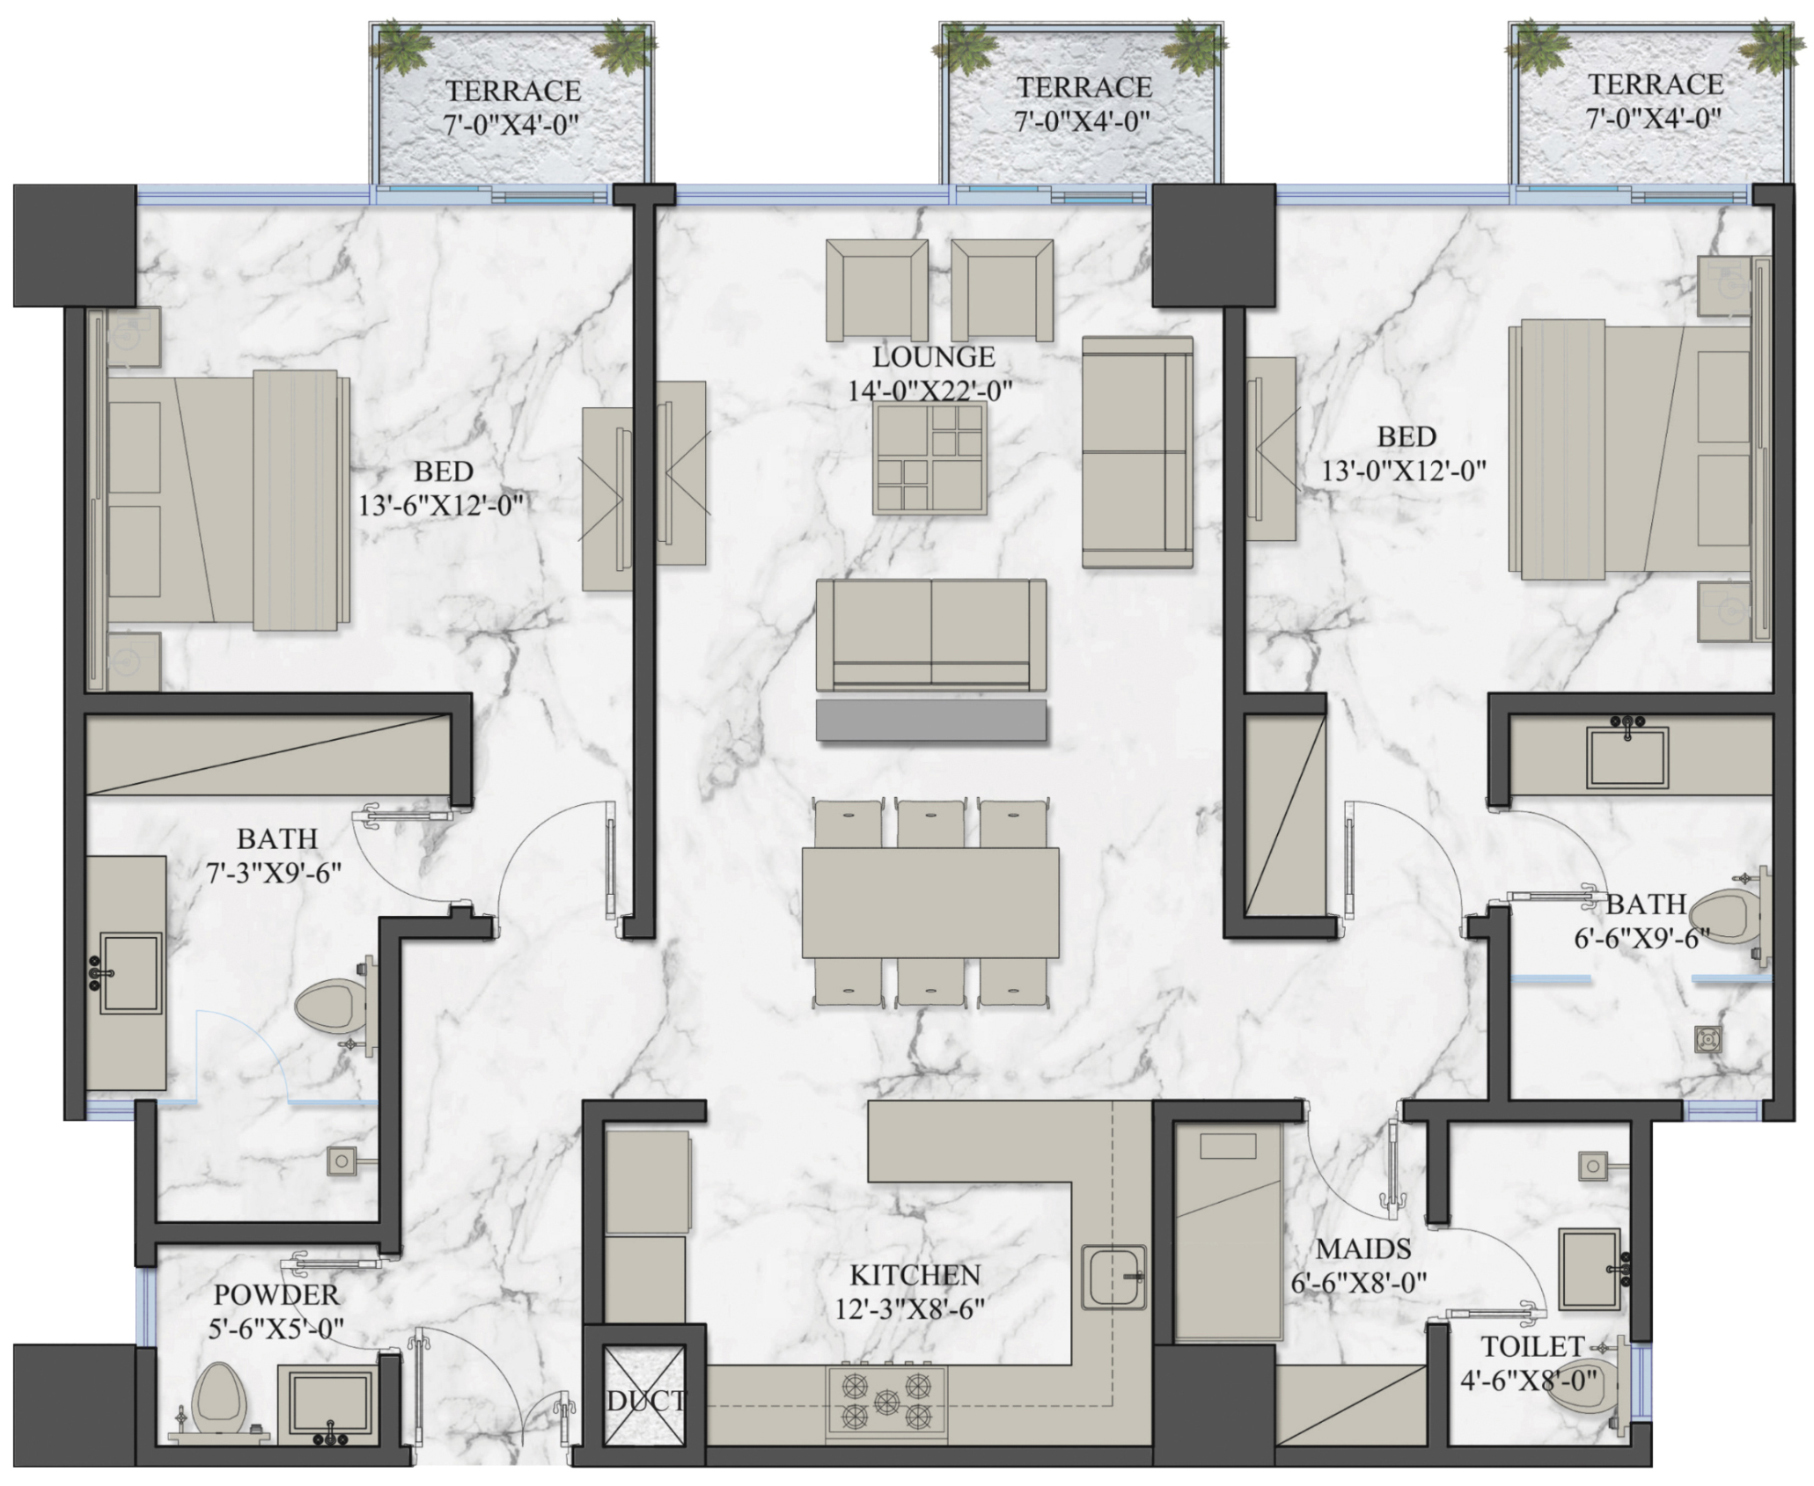 TERRACE
7'-0"X4'-0"
TERRACE
7'-0"X4'-0"
TERRACE
7'-0"X4'-0"
LOUNGE
14'-0"X22'-0"
BED
13'-6"X12'-0"
BED
13'-0"X12'-0"
BATH
7'-3"X9'-6"
BATH
6'-6"X9'-6"
POWDER
5'-6"X5'-0"
KITCHEN
12'-3"X8'-6"
MAIDS
6'-6"X8'-0"
TOILET
4'-6"X8'-0"
DUCT